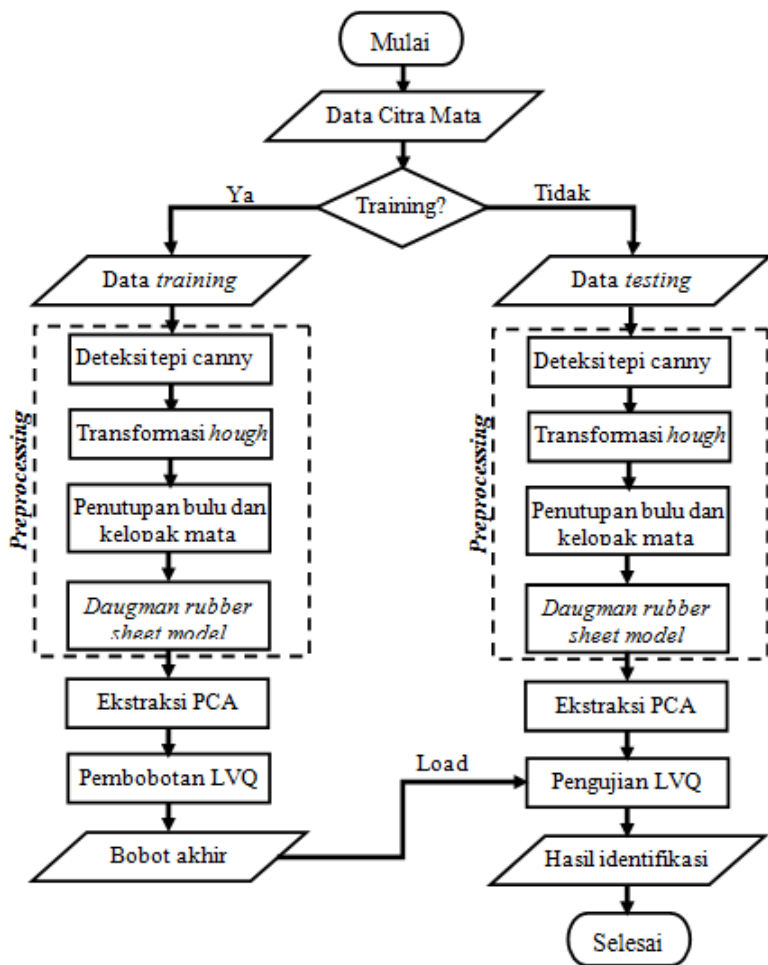 Mulai
Data Citra Mata
Training?
Ya
Tidak
Data training
Preprocessing
Deteksi tepi canny
Transformasi hough
Penutupan bulu dan
kelopak mata
Daugman rubber
sheet model
Ekstraksi PCA
Pembobotan LVQ
Bobot akhir
Load
Data testing
Preprocessing
Deteksi tepi canny
Transformasi hough
Penutupan bulu dan
kelopak mata
Daugman rubber
sheet model
Ekstraksi PCA
Pengujian LVQ
Hasil identifikasi
Selesai